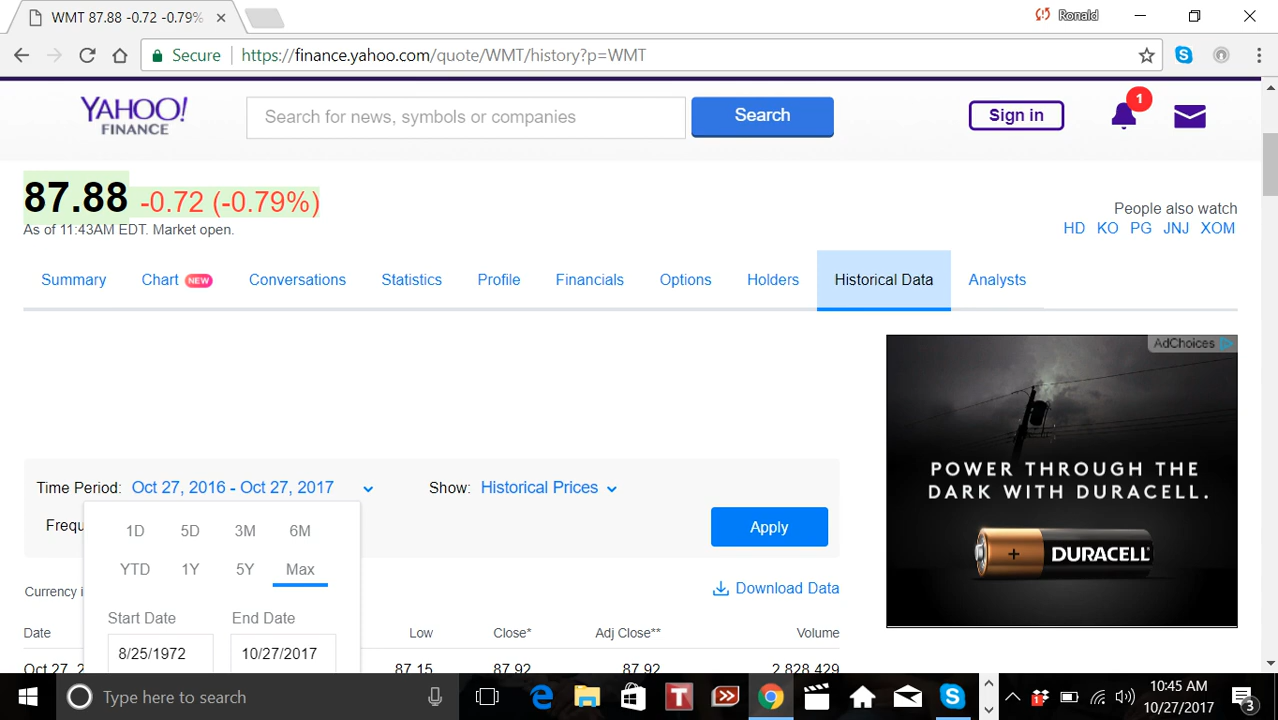 WMT 87.88 -0.72 -0.79%
Ronald
Secure
https://finance.yahoo.com/quote/WMT/history?p=WMT
YAHOO!
FINANCE
Search for news, symbols or companies
Search
Sign in
1
87.88 -0.72 (-0.79%)
As of 11:43AM EDT. Market open.
People also watch
HD KO PG JNJ XOM
Summary Chart NEW Conversations Statistics Profile Financials Options Holders Historical Data Analysts
AdChoices
POWER THROUGH THE
DARK WITH DURACELL.
DURACELL
Time Period: Oct 27, 2016 - Oct 27, 2017 Show: Historical Prices
Frequ
Apply
1D 5D 3M 6M
YTD 1Y 5Y Max
Currency i
Download Data
Start Date End Date
8/25/1972 10/27/2017
Date Low Close* Adj Close** Volume
Oct 27, 2 87.15 87.92 87.92 2,828,429
Type here to search
10:45 AM
10/27/2017
3